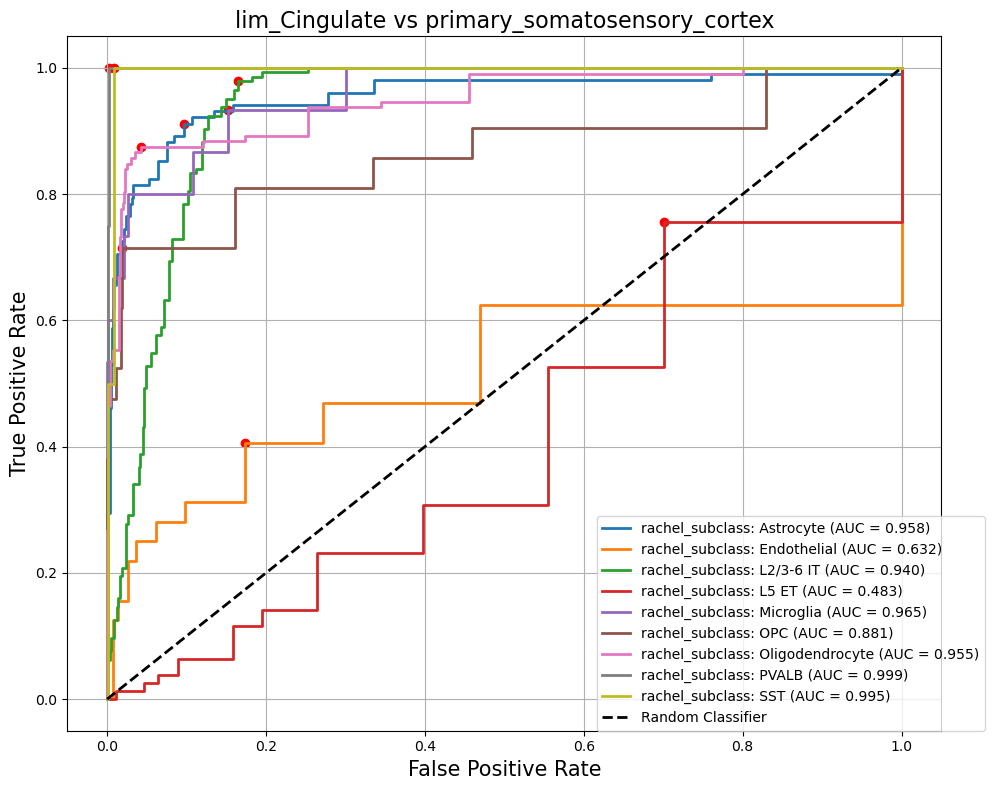 lim_Cingulate vs primary_somatosensory_cortex
True Positive Rate
1.0
0.8
0.6
0.4
0.2
0.0
rachel_subclass: Astrocyte (AUC = 0.958)
rachel_subclass: Endothelial (AUC = 0.632)
rachel_subclass: L2/3-6 IT (AUC = 0.940)
rachel_subclass: L5 ET (AUC = 0.483)
rachel_subclass: Microglia (AUC = 0.965)
rachel_subclass: OPC (AUC = 0.881)
rachel_subclass: Oligodendrocyte (AUC = 0.955)
rachel_subclass: PVALB (AUC = 0.999)
rachel_subclass: SST (AUC = 0.995)
Random Classifier
0.0 0.2 0.4 0.6 0.8 1.0
False Positive Rate